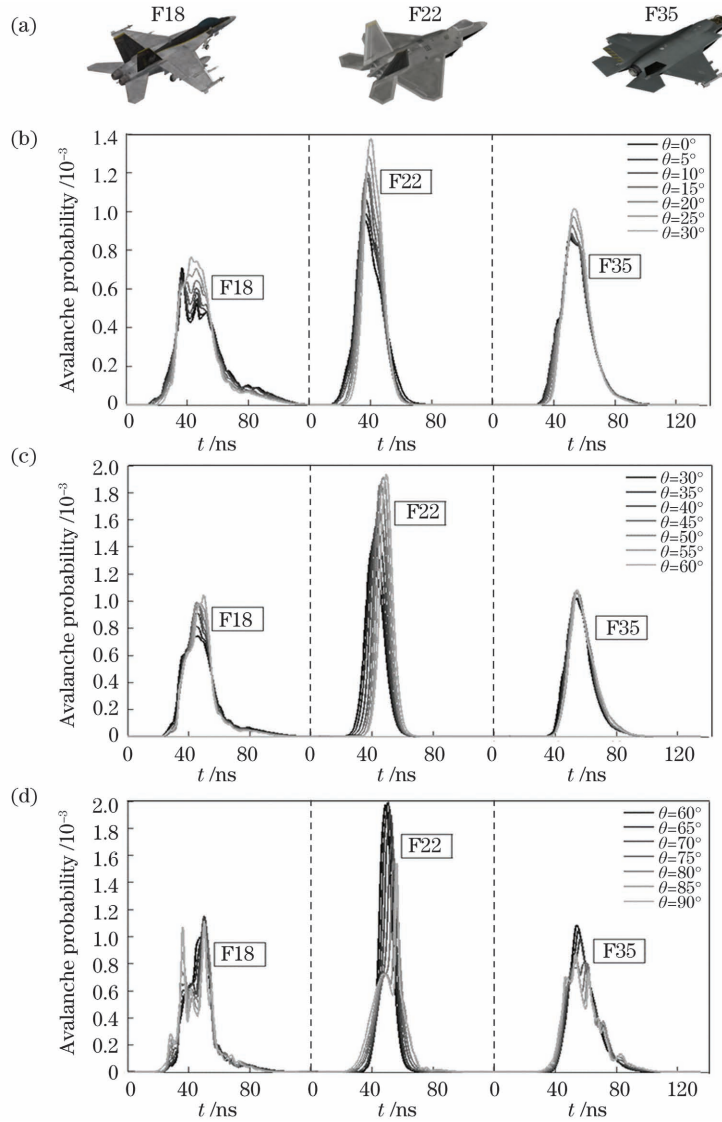 (a) F18 F22 F35
(b)
Avalanche probability /10⁻³
1.4
1.2
1.0
0.8
0.6
0.4
0.2
0
F18
F22
F35
θ=0°
θ=5°
θ=10°
θ=15°
θ=20°
θ=25°
θ=30°
0 40 80 0 40 80 0 40 80 120
t /ns t /ns t /ns
(c)
Avalanche probability /10⁻³
2.0
1.8
1.6
1.4
1.2
1.0
0.8
0.6
0.4
0.2
0
F18
F22
F35
θ=30°
θ=35°
θ=40°
θ=45°
θ=50°
θ=55°
θ=60°
0 40 80 0 40 80 0 40 80 120
t /ns t /ns t /ns
(d)
Avalanche probability /10⁻³
2.0
1.8
1.6
1.4
1.2
1.0
0.8
0.6
0.4
0.2
0
F18
F22
F35
θ=60°
θ=65°
θ=70°
θ=75°
θ=80°
θ=85°
θ=90°
0 40 80 0 40 80 0 40 80 120
t /ns t /ns t /ns